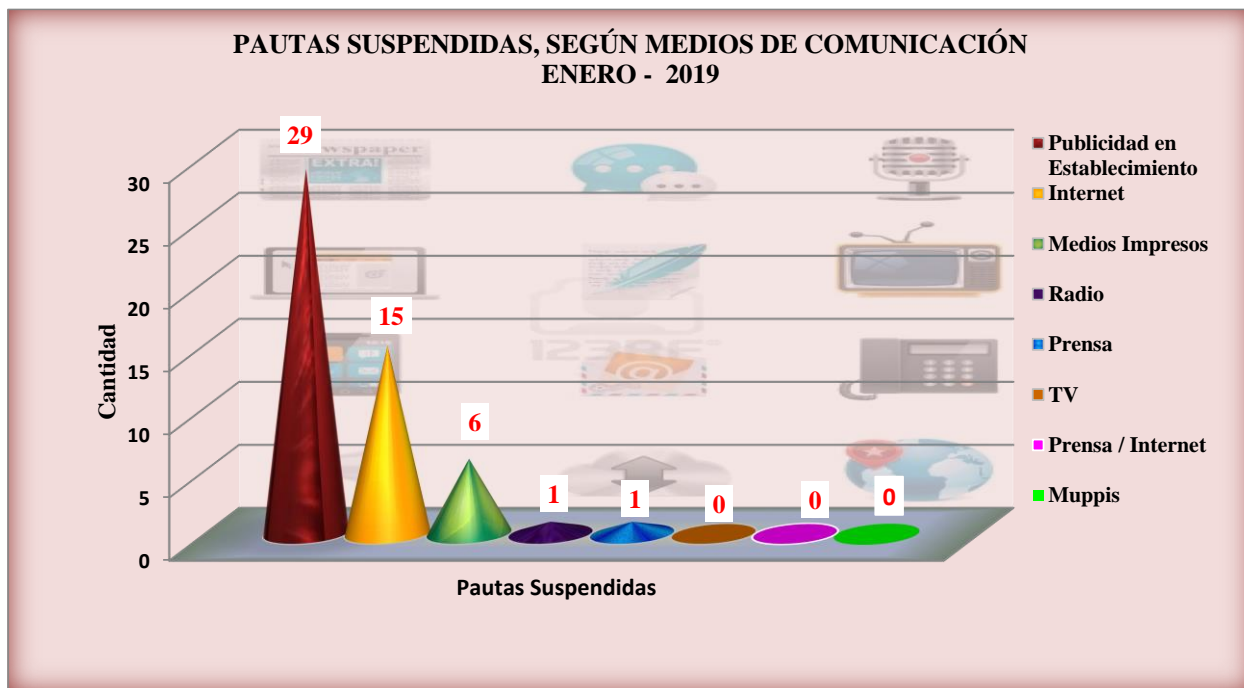 PAUTAS SUSPENDIDAS, SEGÚN MEDIOS DE COMUNICACIÓN
ENERO - 2019
29
15
6
1
1
0
0
0
30
25
20
15
10
5
0
Cantidad
Pautas Suspendidas
Publicidad en
Establecimiento
Internet
Medios Impresos
Radio
Prensa
TV
Prensa / Internet
Muppis
wspaper
EXTRA!